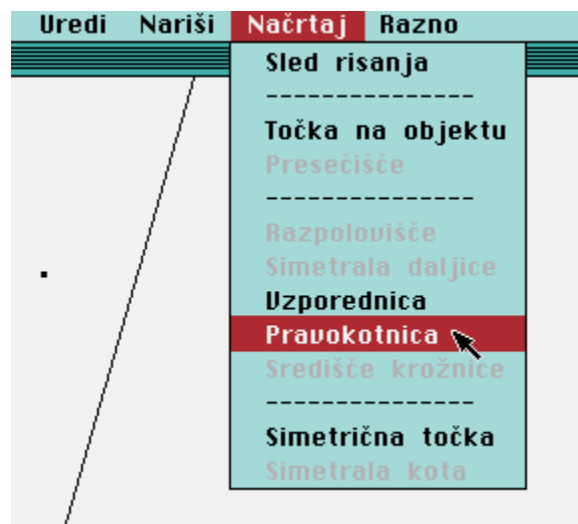 Uredi Nariši Načrtaj Razno
Sled risanja
----------------
Točka na objektu
Presečišče
----------------
Razpolovišče
Simetrala daljice
Vzporednica
Pravokotnica
Središče krožnice
----------------
Simetrična točka
Simetrala kota